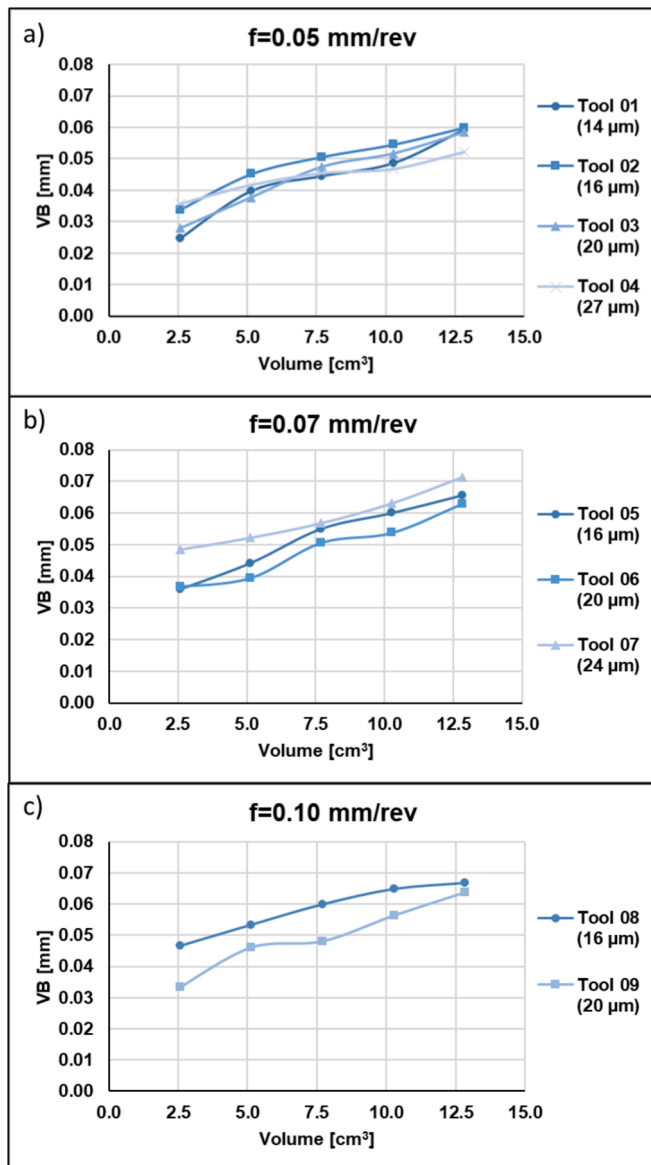 a)
f=0.05 mm/rev
0.08
0.07
0.06
0.05
0.04
0.03
0.02
0.01
0.00
VB [mm]
0.0 2.5 5.0 7.5 10.0 12.5 15.0
Volume [cm³]
Tool 01
(14 µm)
Tool 02
(16 µm)
Tool 03
(20 µm)
Tool 04
(27 µm)
b)
f=0.07 mm/rev
0.08
0.07
0.06
0.05
0.04
0.03
0.02
0.01
0.00
VB [mm]
0.0 2.5 5.0 7.5 10.0 12.5 15.0
Volume [cm³]
Tool 05
(16 µm)
Tool 06
(20 µm)
Tool 07
(24 µm)
c)
f=0.10 mm/rev
0.08
0.07
0.06
0.05
0.04
0.03
0.02
0.01
0.00
VB [mm]
0.0 2.5 5.0 7.5 10.0 12.5 15.0
Volume [cm³]
Tool 08
(16 µm)
Tool 09
(20 µm)